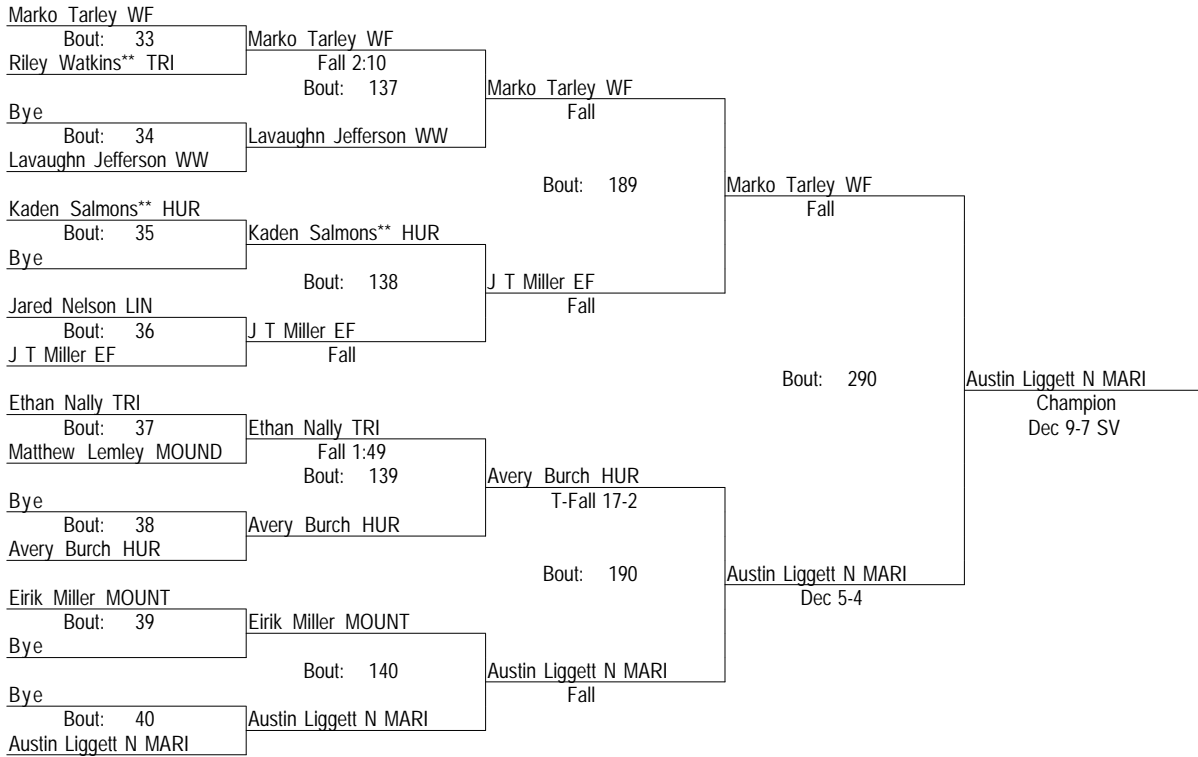 Marko Tarley WF
Bout: 33
Riley Watkins** TRI
Bye
Bout: 34
Lavaughn Jefferson WW
Kaden Salmons** HUR
Bout: 35
Bye
Jared Nelson LIN
Bout: 36
J T Miller EF
Ethan Nally TRI
Bout: 37
Matthew Lemley MOUND
Bye
Bout: 38
Avery Burch HUR
Eirik Miller MOUNT
Bout: 39
Bye
Bye
Bout: 40
Austin Liggett N MARI
Marko Tarley WF
Fall 2:10
Bout: 137
Lavaughn Jefferson WW
Kaden Salmons** HUR
Bout: 138
J T Miller EF
Fall
Ethan Nally TRI
Fall 1:49
Bout: 139
Avery Burch HUR
Eirik Miller MOUNT
Bout: 140
Austin Liggett N MARI
Marko Tarley WF
Fall
Bout: 189
J T Miller EF
Fall
Avery Burch HUR
T-Fall 17-2
Bout: 190
Austin Liggett N MARI
Fall
Marko Tarley WF
Fall
Bout: 290
Austin Liggett N MARI
Dec 5-4
Austin Liggett N MARI
Champion
Dec 9-7 SV